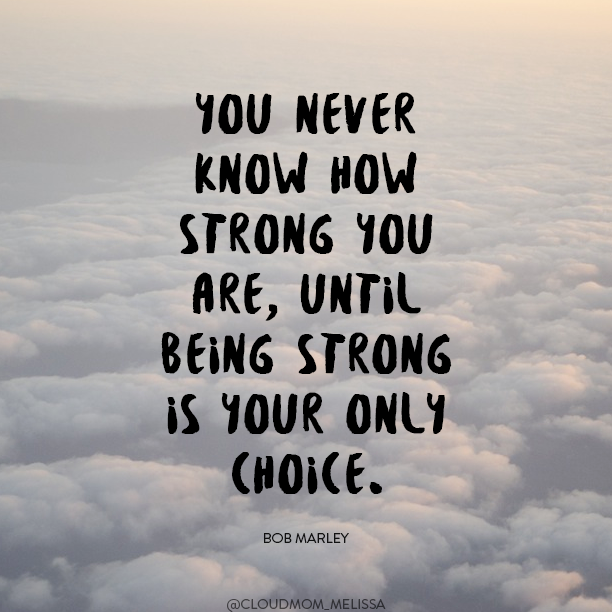 YOU NEVER
KNOW HOW
STRONG YOU
ARE, UNTIL
BEING STRONG
IS YOUR ONLY
CHOICE.
BOB MARLEY
@CLOUDMOM_MELISSA